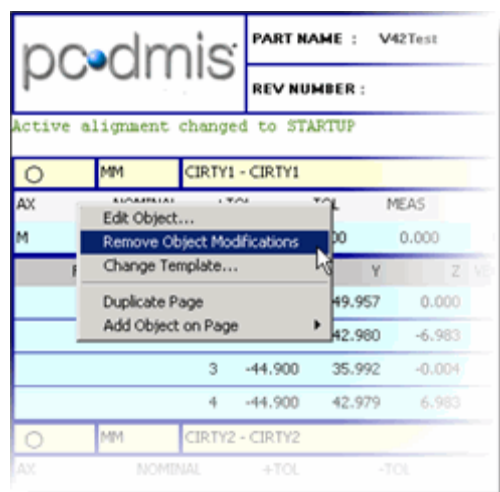 pc•dmis
PART NAME : V42Test
REV NUMBER :
Active alignment changed to STARTUP
MM CIRTY1 - CIRTY1
AX NOMINAL +TOL -TOL MEAS
M 0.000
Edit Object...
Remove Object Modifications
Change Template...
Duplicate Page
Add Object on Page
Y Z
49.957 0.000
42.980 -6.983
3 -44.900 35.992 -0.004
4 -44.900 42.979 6.983
MM CIRTY2 - CIRTY2
AX NOMINAL +TOL -TOL